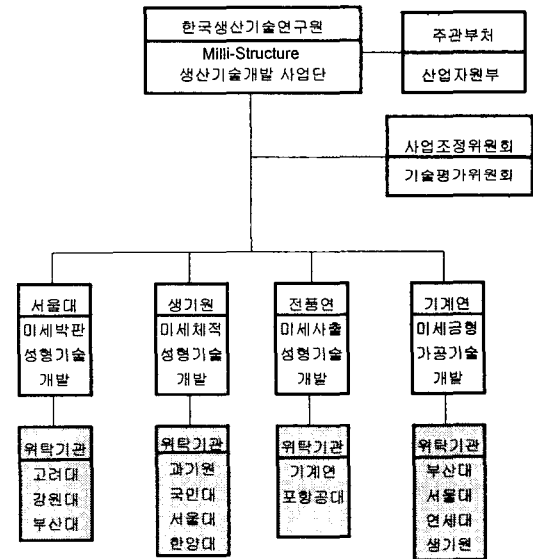 한국생산기술연구원
Milli-Structure
생산기술개발 사업단
주관부처
산업자원부
사업조정위원회
기술평가위원회
서울대
미세박판
성형기술
개발
생기원
미세체적
성형기술
개발
전품연
미세사출
성형기술
개발
기계연
미세금형
가공기술
개발
위탁기관
고려대
강원대
부산대
위탁기관
과기원
국민대
서울대
한양대
위탁기관
기계연
포항공대
위탁기관
부산대
서울대
연세대
생기원